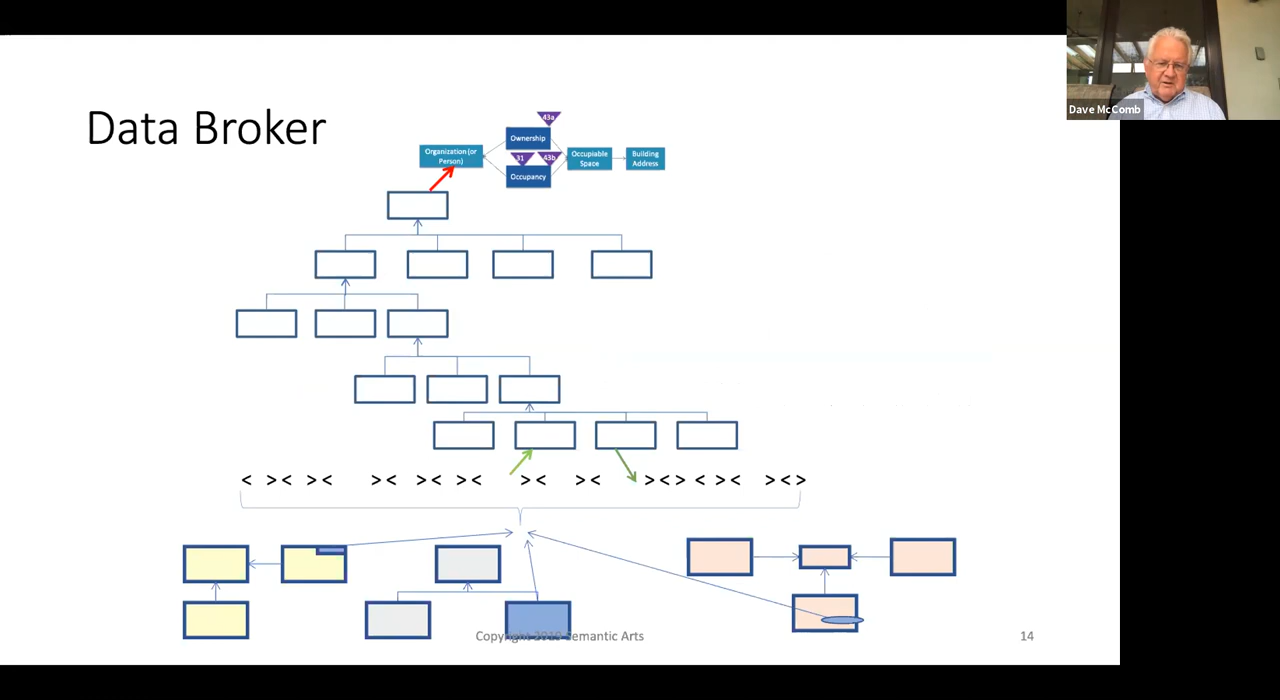 Dave McComb
Data Broker
43a
Ownership
Organization (or
Person)
31
43b
Occupancy
Occupiable
Space
Building
Address
< >< >< >< >< >< >< >< ><>< >< ><>
Copyright 2019 Semantic Arts
14